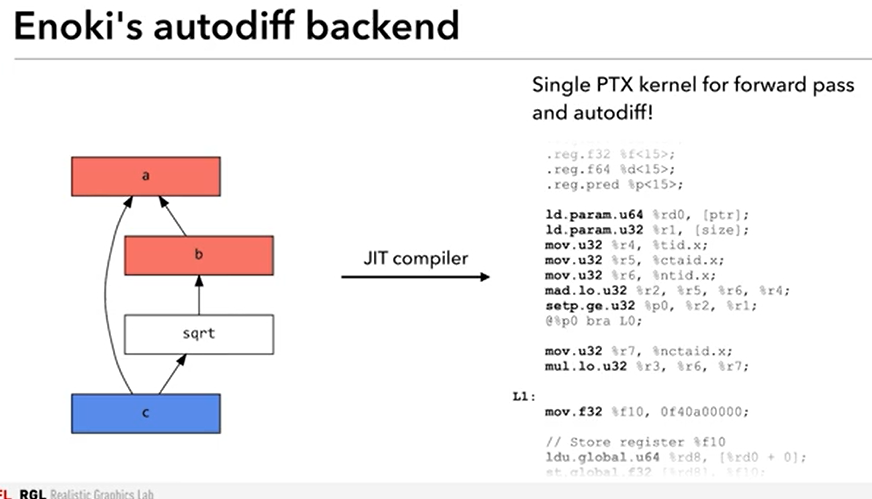 Enoki's autodiff backend
Single PTX kernel for forward pass
and autodiff!
a
b
sqrt
c
JIT compiler
.reg.f32 %f<15>;
.reg.f64 %d<15>;
.reg.pred %p<15>;
ld.param.u64 %rd0, [ptr];
ld.param.u32 %r1, [size];
mov.u32 %r4, %tid.x;
mov.u32 %r5, %ctaid.x;
mov.u32 %r6, %ntid.x;
mad.lo.u32 %r2, %r5, %r6, %r4;
setp.ge.u32 %p0, %r2, %r1;
@%p0 bra L0;
mov.u32 %r7, %nctaid.x;
mul.lo.u32 %r3, %r6, %r7;
L1:
mov.f32 %f10, 0f40a00000;
// Store register %f10
ldu.global.u64 %rd8, [%rd0 + 0];
st.global.f32 [%rd8], %f10;
RGL Realistic Graphics Lab